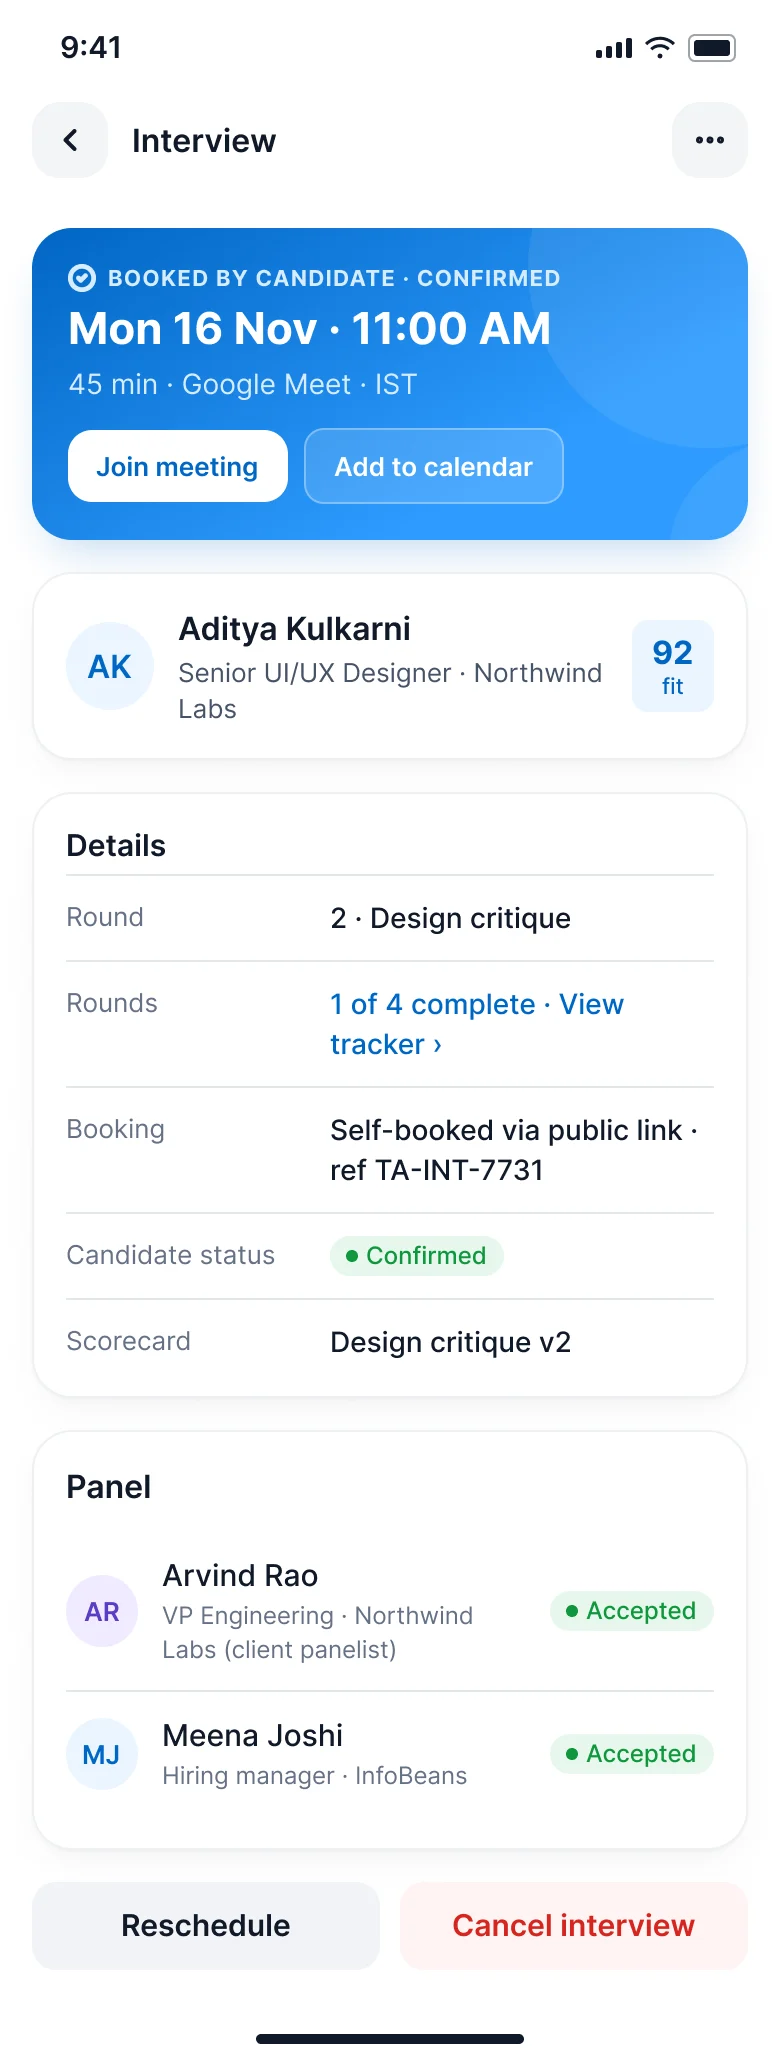 9:41
Interview
BOOKED BY CANDIDATE · CONFIRMED
Mon 16 Nov · 11:00 AM
45 min · Google Meet · IST
Join meeting
Add to calendar
AK
Aditya Kulkarni
Senior UI/UX Designer · Northwind
Labs
92
fit
Details
Round
2 · Design critique
Rounds
1 of 4 complete · View
tracker ›
Booking
Self-booked via public link ·
ref TA-INT-7731
Candidate status
Confirmed
Scorecard
Design critique v2
Panel
AR
Arvind Rao
VP Engineering · Northwind
Labs (client panelist)
Accepted
MJ
Meena Joshi
Hiring manager · InfoBeans
Accepted
Reschedule
Cancel interview